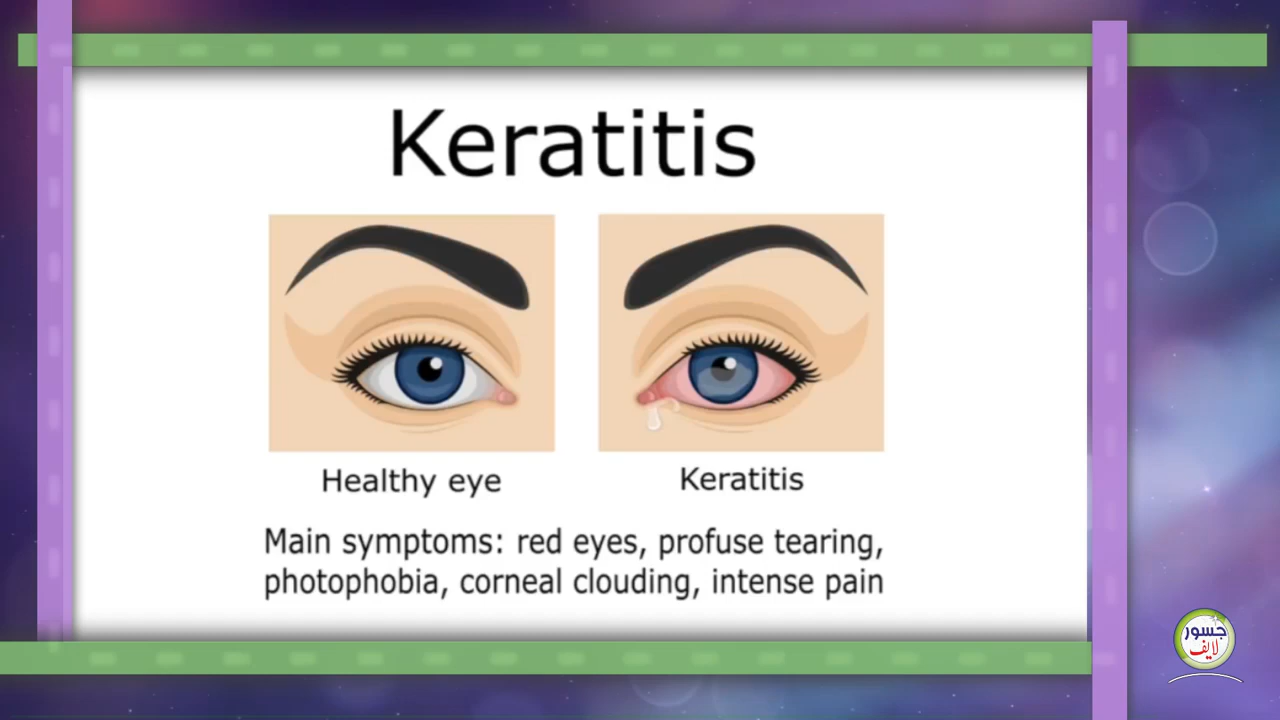 Keratitis
Healthy eye
Keratitis
Main symptoms: red eyes, profuse tearing,
photophobia, corneal clouding, intense pain
جسور
لايف